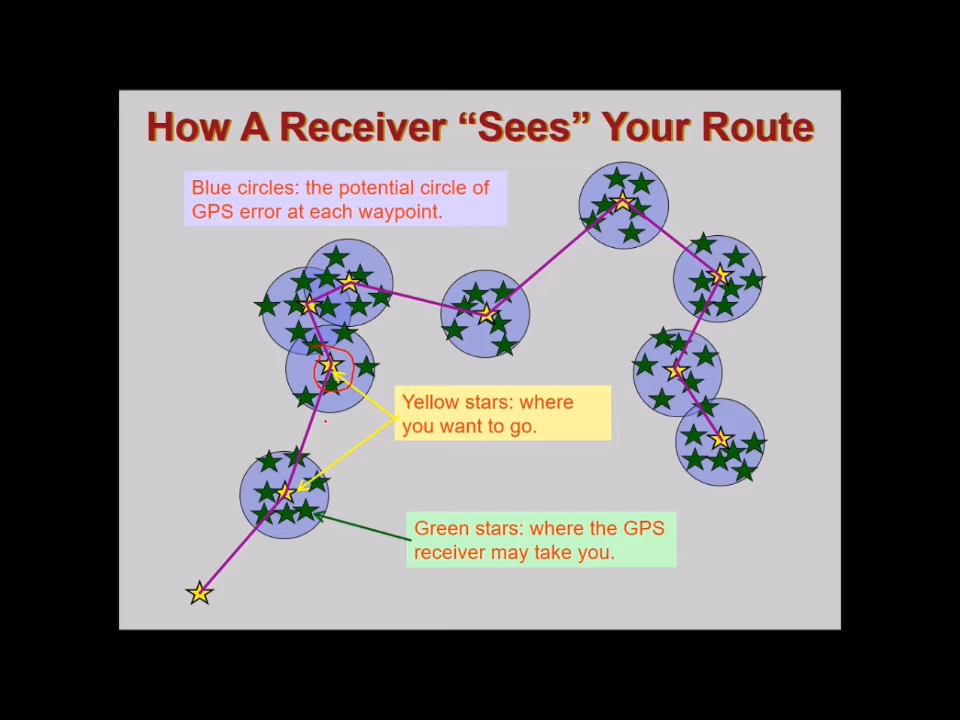 How A Receiver “Sees” Your Route
Blue circles: the potential circle of
GPS error at each waypoint.
Yellow stars: where
you want to go.
Green stars: where the GPS
receiver may take you.